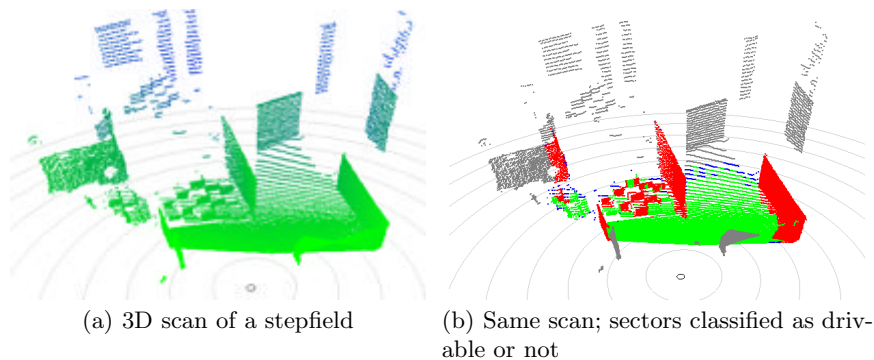 (a) 3D scan of a stepfield
(b) Same scan; sectors classified as driv-
able or not